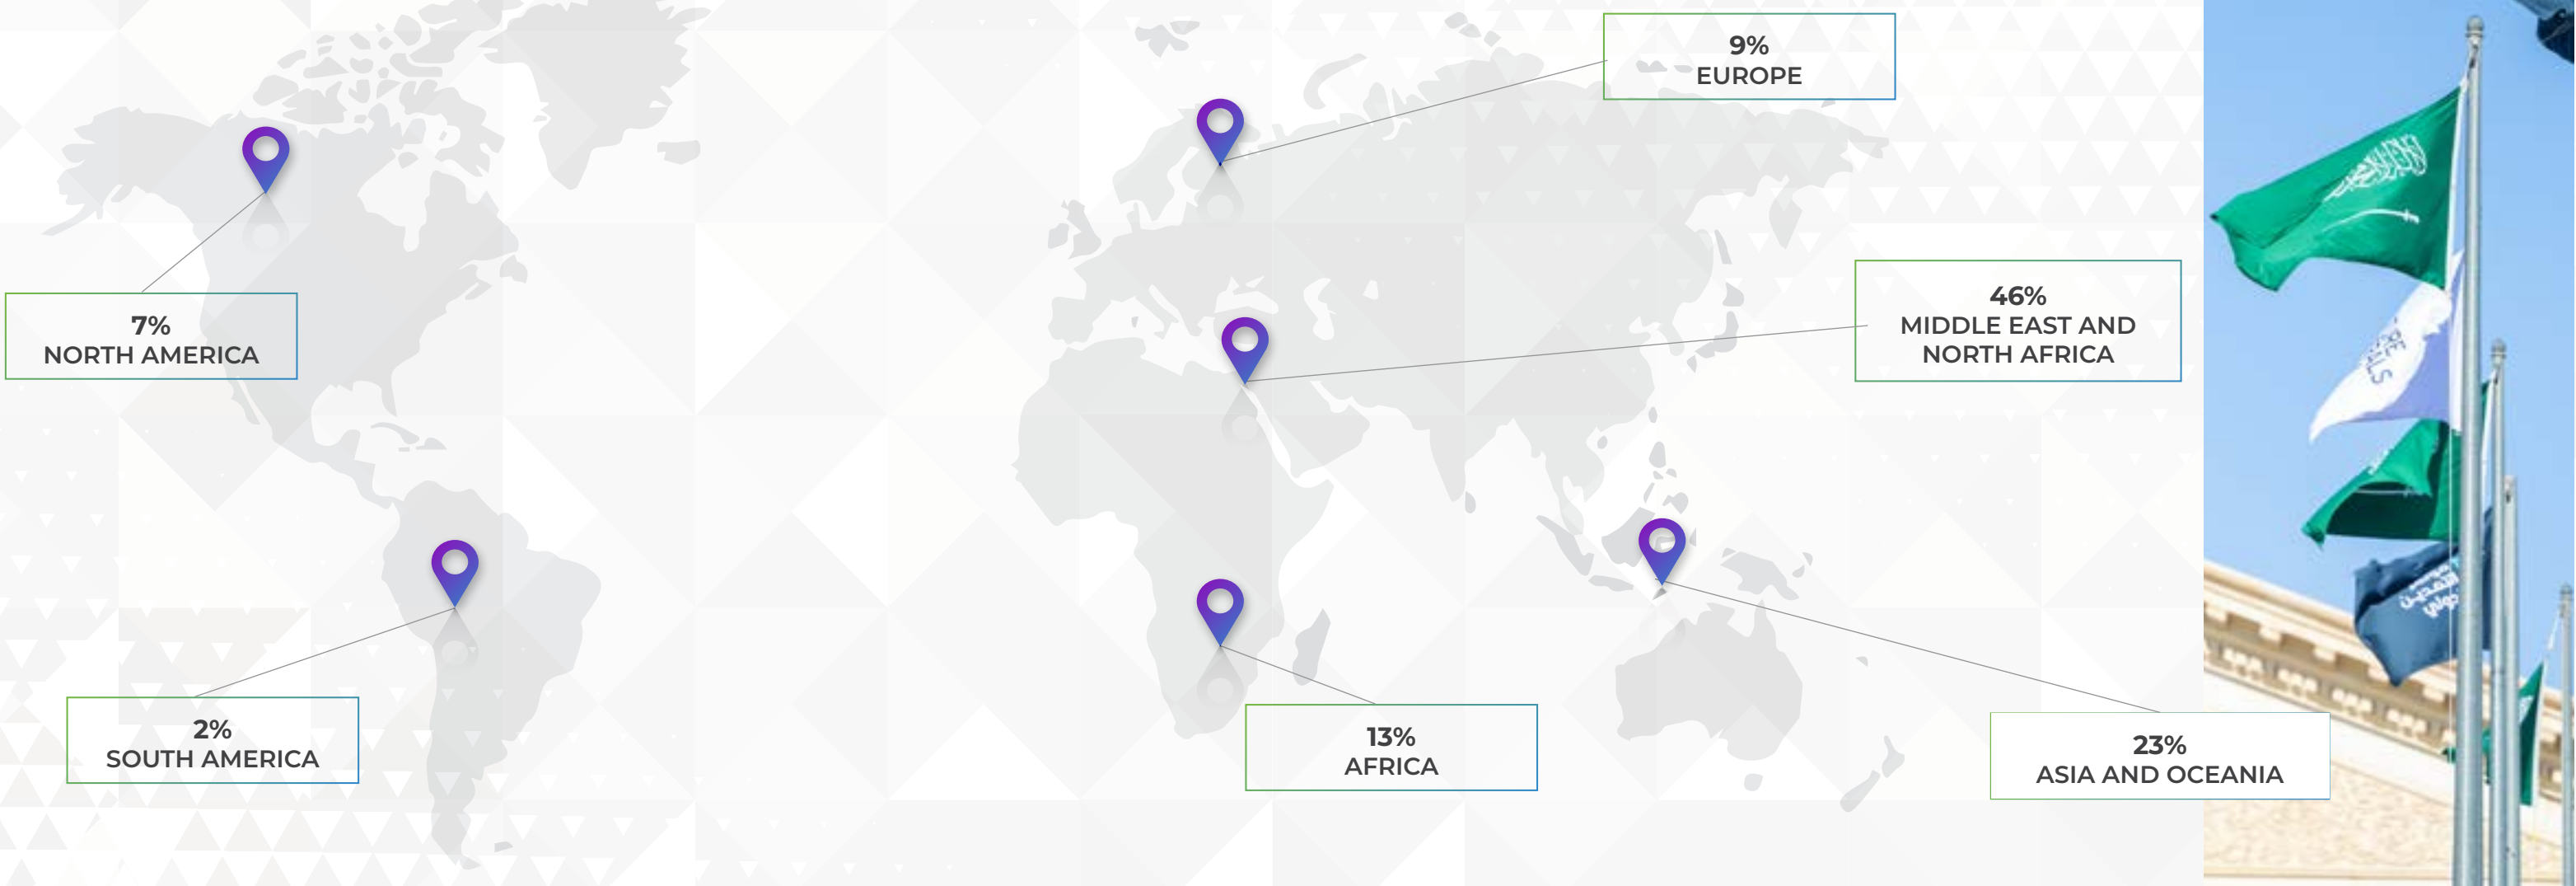 9%
EUROPE
7%
NORTH AMERICA
46%
MIDDLE EAST AND
NORTH AFRICA
2%
SOUTH AMERICA
13%
AFRICA
23%
ASIA AND OCEANIA